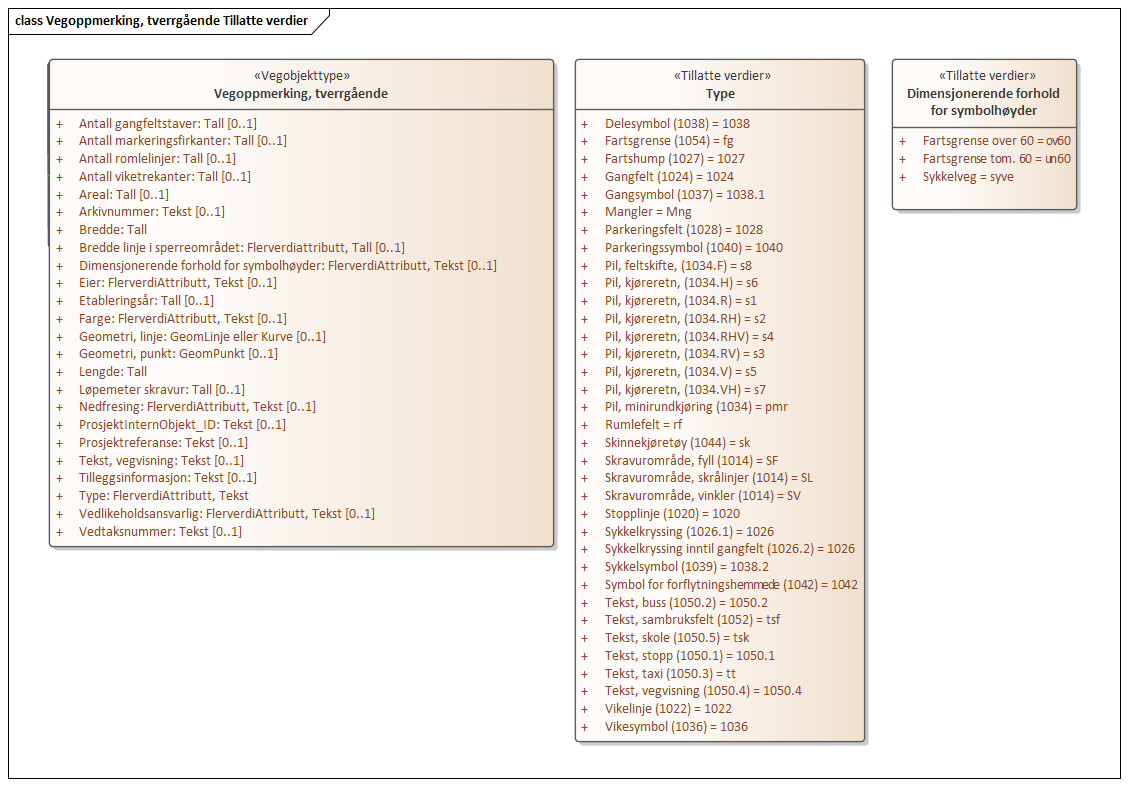 class Vegoppmerking, tverrgående Tillatte verdier
«Vegobjekttype»
Vegoppmerking, tverrgående
+ Antall gangfeltstaver: Tall [0..1]
+ Antall markeringsfirkanter: Tall [0..1]
+ Antall romlelinjer: Tall [0..1]
+ Antall viketrekanter: Tall [0..1]
+ Areal: Tall [0..1]
+ Arkivnummer: Tekst [0..1]
+ Bredde: Tall
+ Bredde linje i sperreområdet: Flerverdiattributt, Tall [0..1]
+ Dimensjonerende forhold for symbolhøyder: FlerverdiAttributt, Tekst [0..1]
+ Eier: FlerverdiAttributt, Tekst [0..1]
+ Etableringsår: Tall [0..1]
+ Farge: FlerverdiAttributt, Tekst [0..1]
+ Geometri, linje: GeomLinje eller Kurve [0..1]
+ Geometri, punkt: GeomPunkt [0..1]
+ Lengde: Tall
+ Løpemeter skravur: Tall [0..1]
+ Nedfresing: FlerverdiAttributt, Tekst [0..1]
+ ProsjektInternObjekt_ID: Tekst [0..1]
+ Prosjektreferanse: Tekst [0..1]
+ Tekst, vegvisning: Tekst [0..1]
+ Tilleggsinformasjon: Tekst [0..1]
+ Type: FlerverdiAttributt, Tekst
+ Vedlikeholdsansvarlig: FlerverdiAttributt, Tekst [0..1]
+ Vedtaksnummer: Tekst [0..1]
«Tillatte verdier»
Type
+ Delesymbol (1038) = 1038
+ Fartsgrense (1054) = fg
+ Fartshump (1027) = 1027
+ Gangfelt (1024) = 1024
+ Gangsymbol (1037) = 1038.1
+ Mangler = Mng
+ Parkeringsfelt (1028) = 1028
+ Parkeringssymbol (1040) = 1040
+ Pil, feltskifte, (1034.F) = s8
+ Pil, kjøreretn, (1034.H) = s6
+ Pil, kjøreretn, (1034.R) = s1
+ Pil, kjøreretn, (1034.RH) = s2
+ Pil, kjøreretn, (1034.RHV) = s4
+ Pil, kjøreretn, (1034.RV) = s3
+ Pil, kjøreretn, (1034.V) = s5
+ Pil, kjøreretn, (1034.VH) = s7
+ Pil, minirundkjøring (1034) = pmr
+ Rumlefelt = rf
+ Skinnekjøretøy (1044) = sk
+ Skravurområde, fyll (1014) = SF
+ Skravurområde, skrålinjer (1014) = SL
+ Skravurområde, vinkler (1014) = SV
+ Stopplinje (1020) = 1020
+ Sykkelkryssing (1026.1) = 1026
+ Sykkelkryssing inntil gangfelt (1026.2) = 1026
+ Sykkelsymbol (1039) = 1038.2
+ Symbol for forflytningshemmede (1042) = 1042
+ Tekst, buss (1050.2) = 1050.2
+ Tekst, sambruksfelt (1052) = tsf
+ Tekst, skole (1050.5) = tsk
+ Tekst, stopp (1050.1) = 1050.1
+ Tekst, taxi (1050.3) = tt
+ Tekst, vegvisning (1050.4) = 1050.4
+ Vikelinje (1022) = 1022
+ Vikesymbol (1036) = 1036
«Tillatte verdier»
Dimensjonerende forhold
for symbolhøyder
+ Fartsgrense over 60 = ov60
+ Fartsgrense tom. 60 = un60
+ Sykkelveg = syve